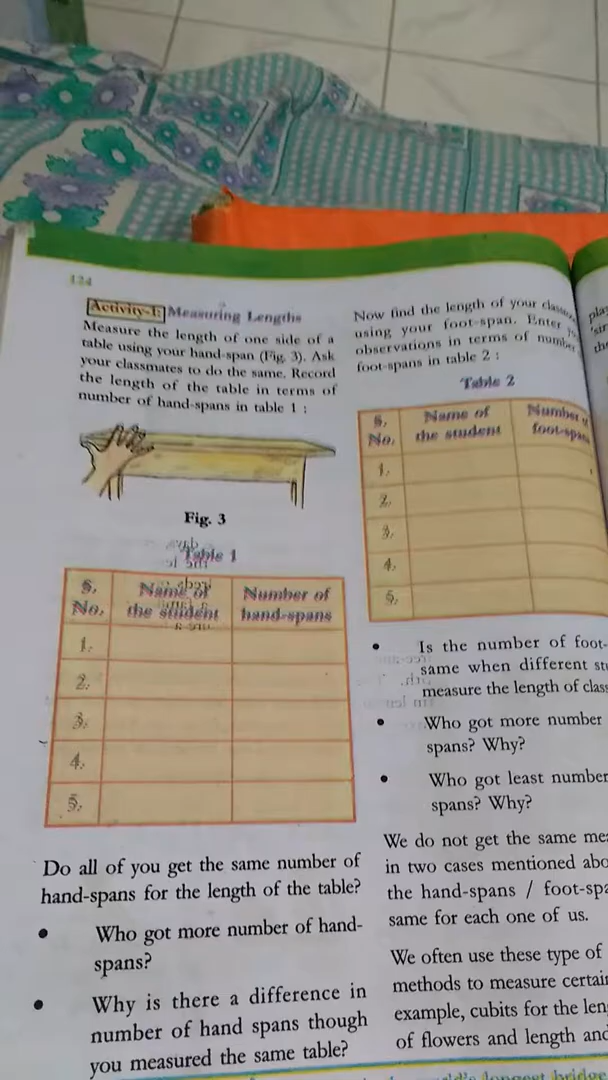 124
Activity-1: Measuring Lengths
Measure the length of one side of a
table using your hand-span (Fig. 3). Ask
your classmates to do the same. Record
the length of the table in terms of
number of hand-spans in table 1 :
Fig. 3
Table 1
S. No.
Name of the student
Number of hand-spans
1.
2.
3.
4.
5.
Do all of you get the same number of
hand-spans for the length of the table?
• Who got more number of hand-
spans?
• Why is there a difference in
number of hand spans though
you measured the same table?
Now find the length of your
using your foot-span. Enter
observations in terms of
foot-spans in table 2 :
Table 2
S. No.
Name of the student
Number
1.
2.
3.
4.
5.
• Is the number of foot-
same when different
measure the length of
• Who got more number
spans? Why?
• Who got least number
spans? Why?
We do not get the same
in two cases mentioned
the hand-spans /
same for each one of us.
We often use these type of
methods to measure
example, cubits for the
of flowers and length and
longest bridge